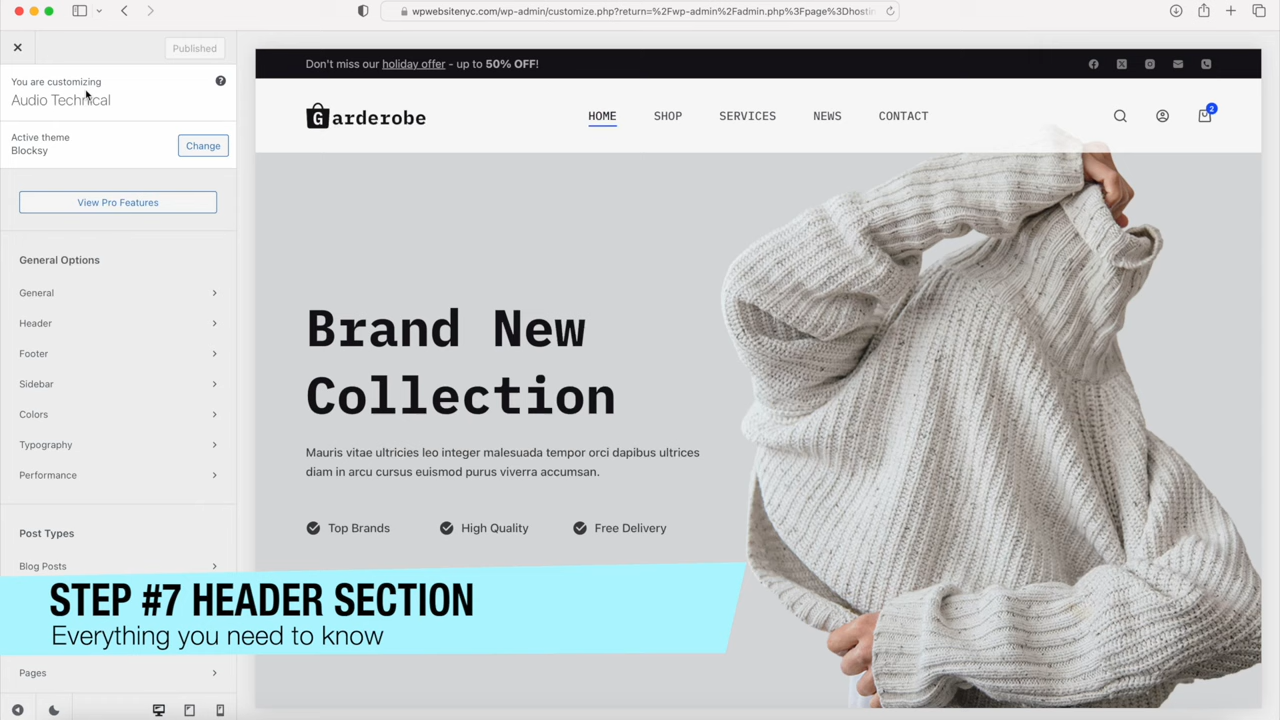 wpwebsitenyc.com/wp-admin/customize.php?return=%2Fwp-admin%2Fadmin.php%3Fpage%3Dhostin
Published
You are customizing
Audio Technical
Active theme
Blocksy
Change
View Pro Features
General Options
General
Header
Footer
Sidebar
Colors
Typography
Performance
Post Types
Blog Posts
Pages
Don't miss our holiday offer - up to 50% OFF!
Garderobe
HOME
SHOP
SERVICES
NEWS
CONTACT
2
Brand New
Collection
Mauris vitae ultricies leo integer malesuada tempor orci dapibus ultrices
diam in arcu cursus euismod purus viverra accumsan.
Top Brands
High Quality
Free Delivery
STEP #7 HEADER SECTION
Everything you need to know